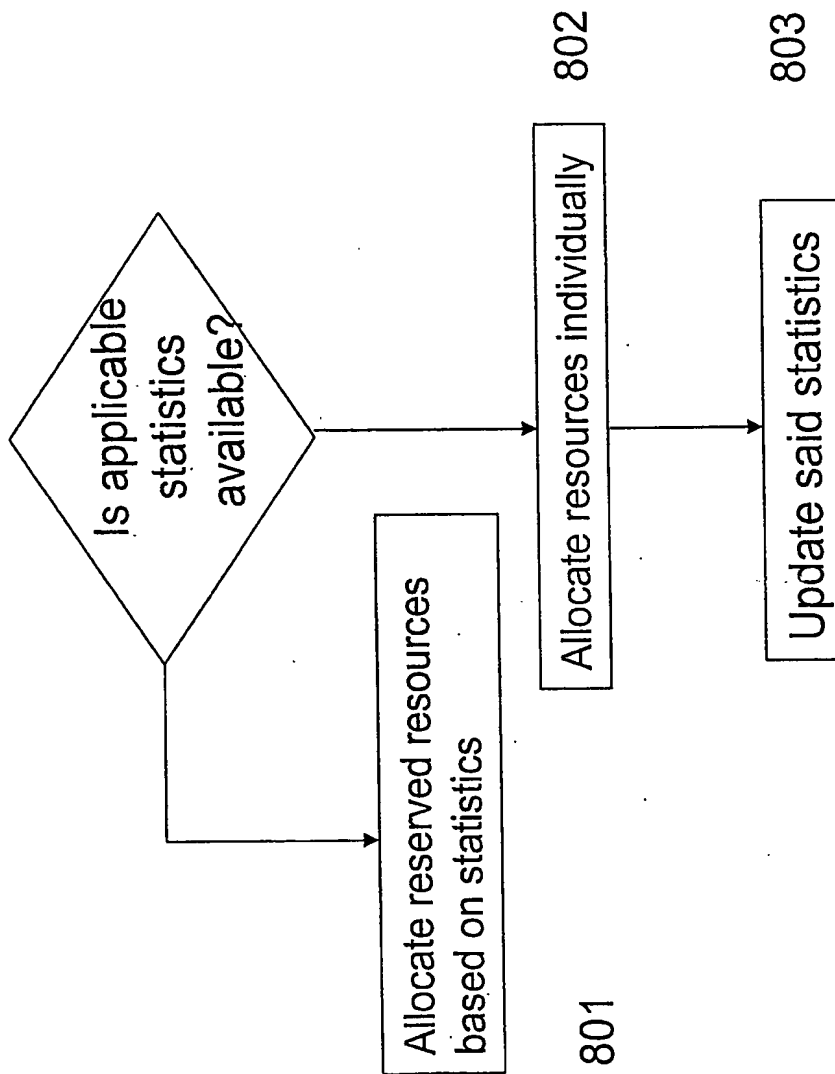 Is applicable
statistics
available?
Allocate reserved resources
based on statistics
801
Allocate resources individually
802
Update said statistics
803